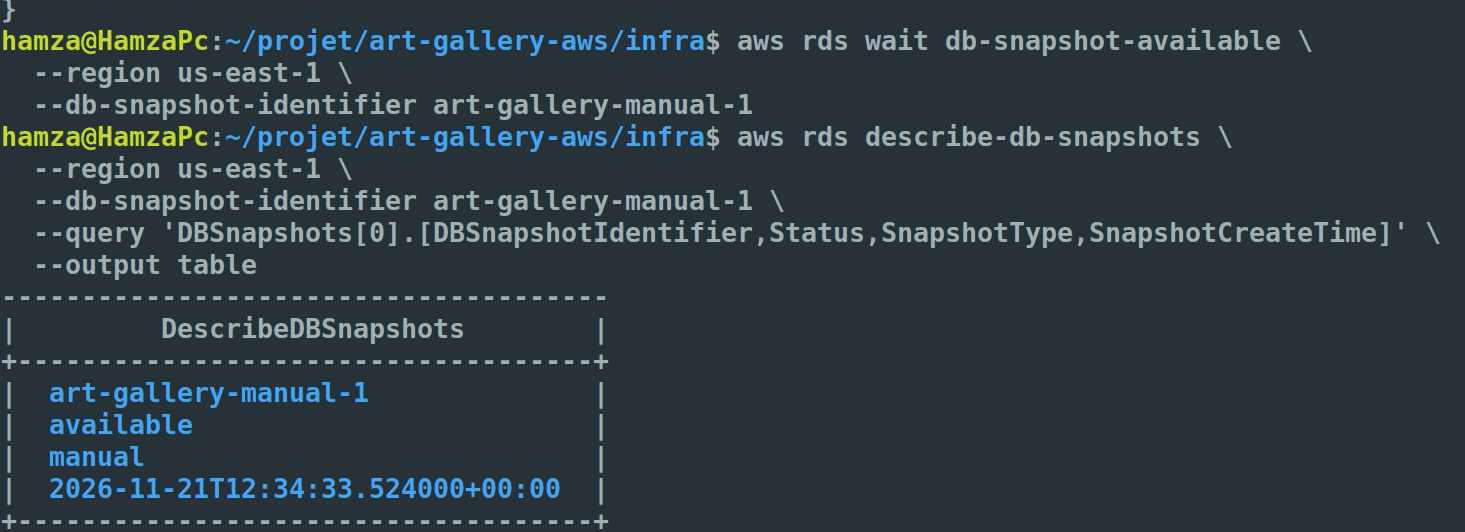 }
hamza@HamzaPc:~/projet/art-gallery-aws/infra$ aws rds wait db-snapshot-available \
  --region us-east-1 \
  --db-snapshot-identifier art-gallery-manual-1
hamza@HamzaPc:~/projet/art-gallery-aws/infra$ aws rds describe-db-snapshots \
  --region us-east-1 \
  --db-snapshot-identifier art-gallery-manual-1 \
  --query 'DBSnapshots[0].[DBSnapshotIdentifier,Status,SnapshotType,SnapshotCreateTime]' \
  --output table
--------------------------------------
|         DescribeDBSnapshots        |
+------------------------------------+
|  art-gallery-manual-1              |
|  available                         |
|  manual                            |
|  2026-11-21T12:34:33.524000+00:00  |
+------------------------------------+